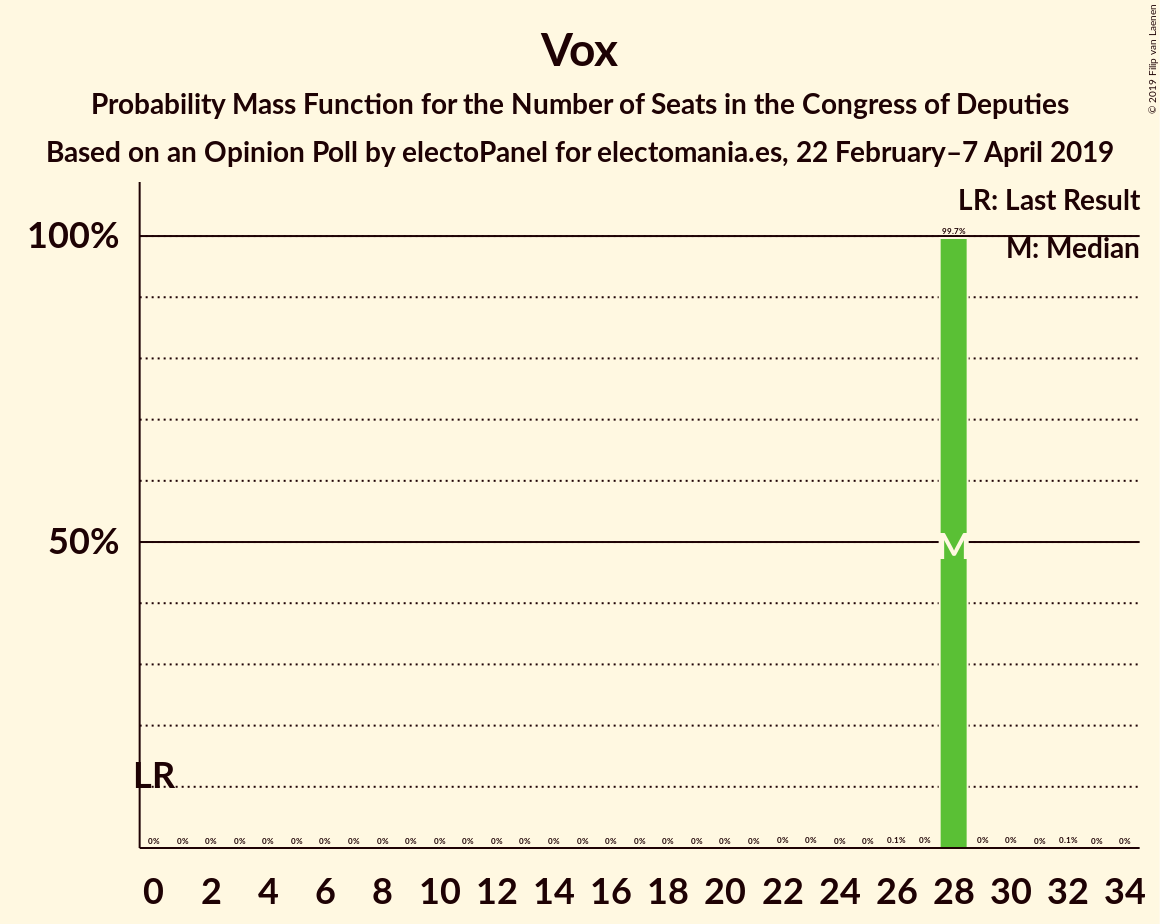 Vox
Probability Mass Function for the Number of Seats in the Congress of Deputies
Based on an Opinion Poll by electoPanel for electomania.es, 22 February–7 April 2019
© 2019 Filip van Laenen
LR: Last Result
M: Median
100%
50%
99.7%
M
LR
0% 0% 0% 0% 0% 0% 0% 0% 0% 0% 0% 0% 0% 0% 0% 0% 0% 0% 0% 0% 0% 0% 0% 0% 0% 0% 0.1% 0% 0% 0% 0% 0.1% 0% 0%
0 2 4 6 8 10 12 14 16 18 20 22 24 26 28 30 32 34